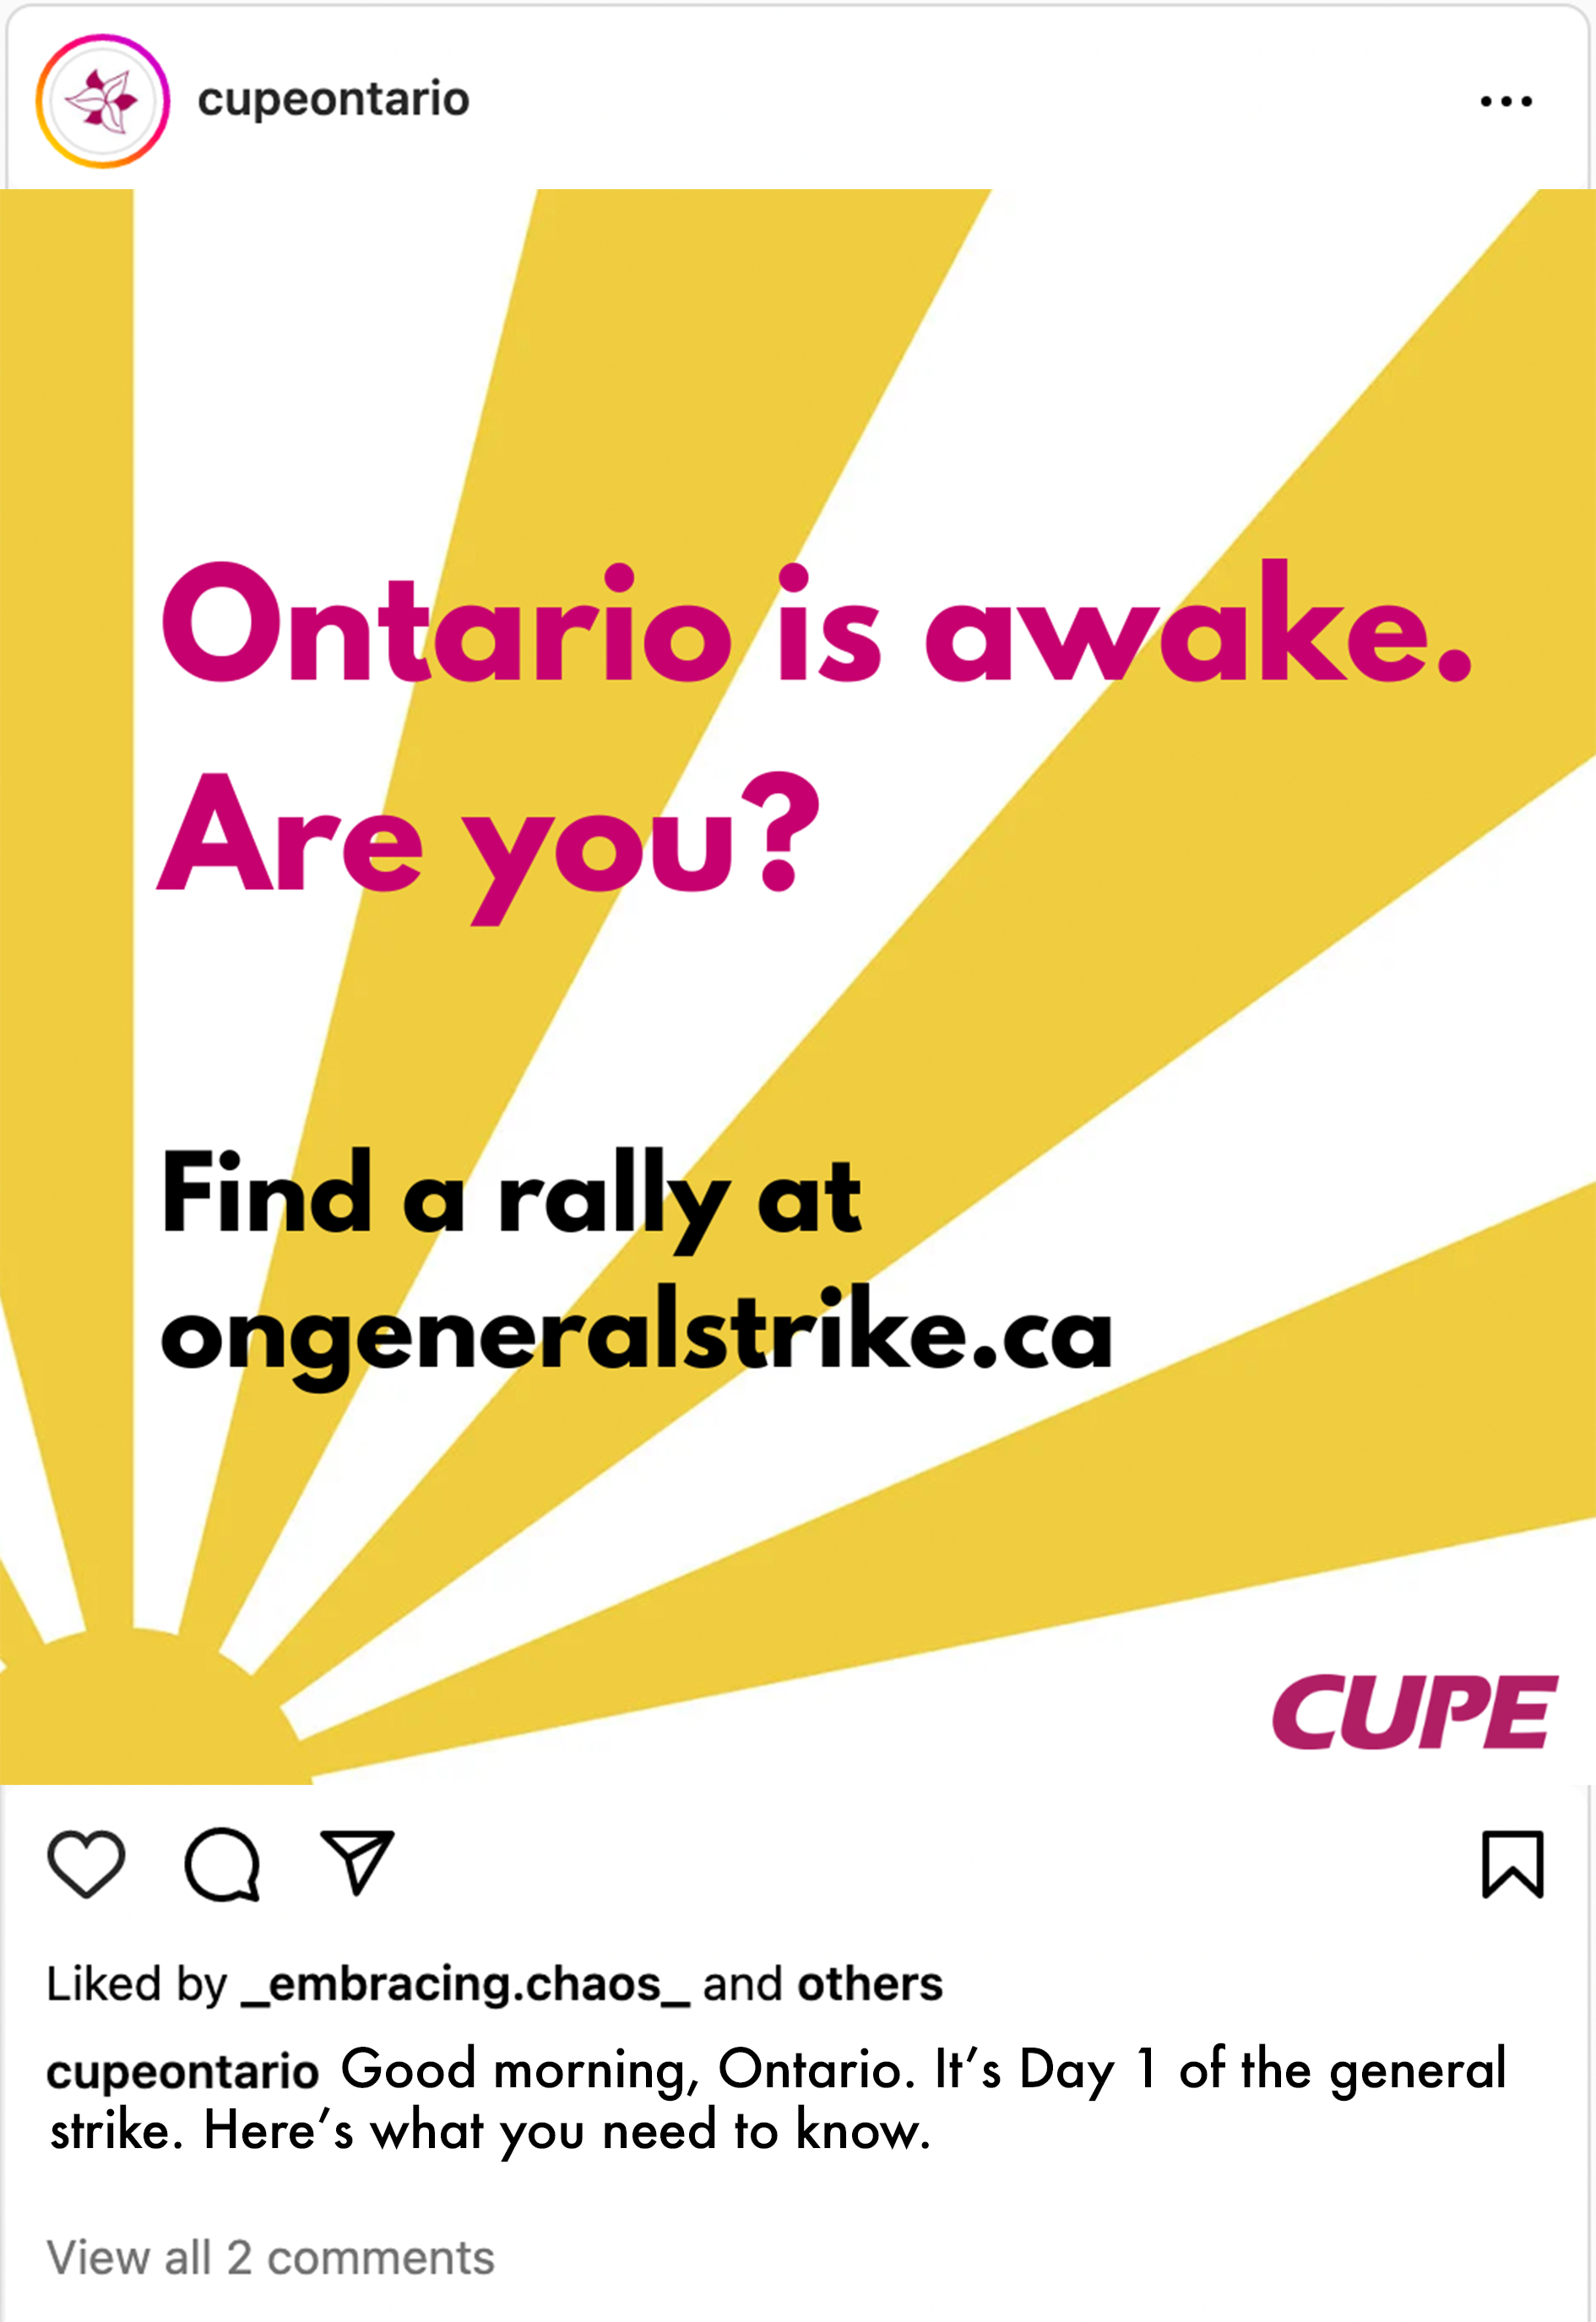 cupeontario
Ontario is awake.
Are you?
Find a rally at
ongeneralstrike.ca
CUPE
Liked by _embracing.chaos_ and others
cupeontario Good morning, Ontario. It's Day 1 of the general
strike. Here's what you need to know.
View all 2 comments